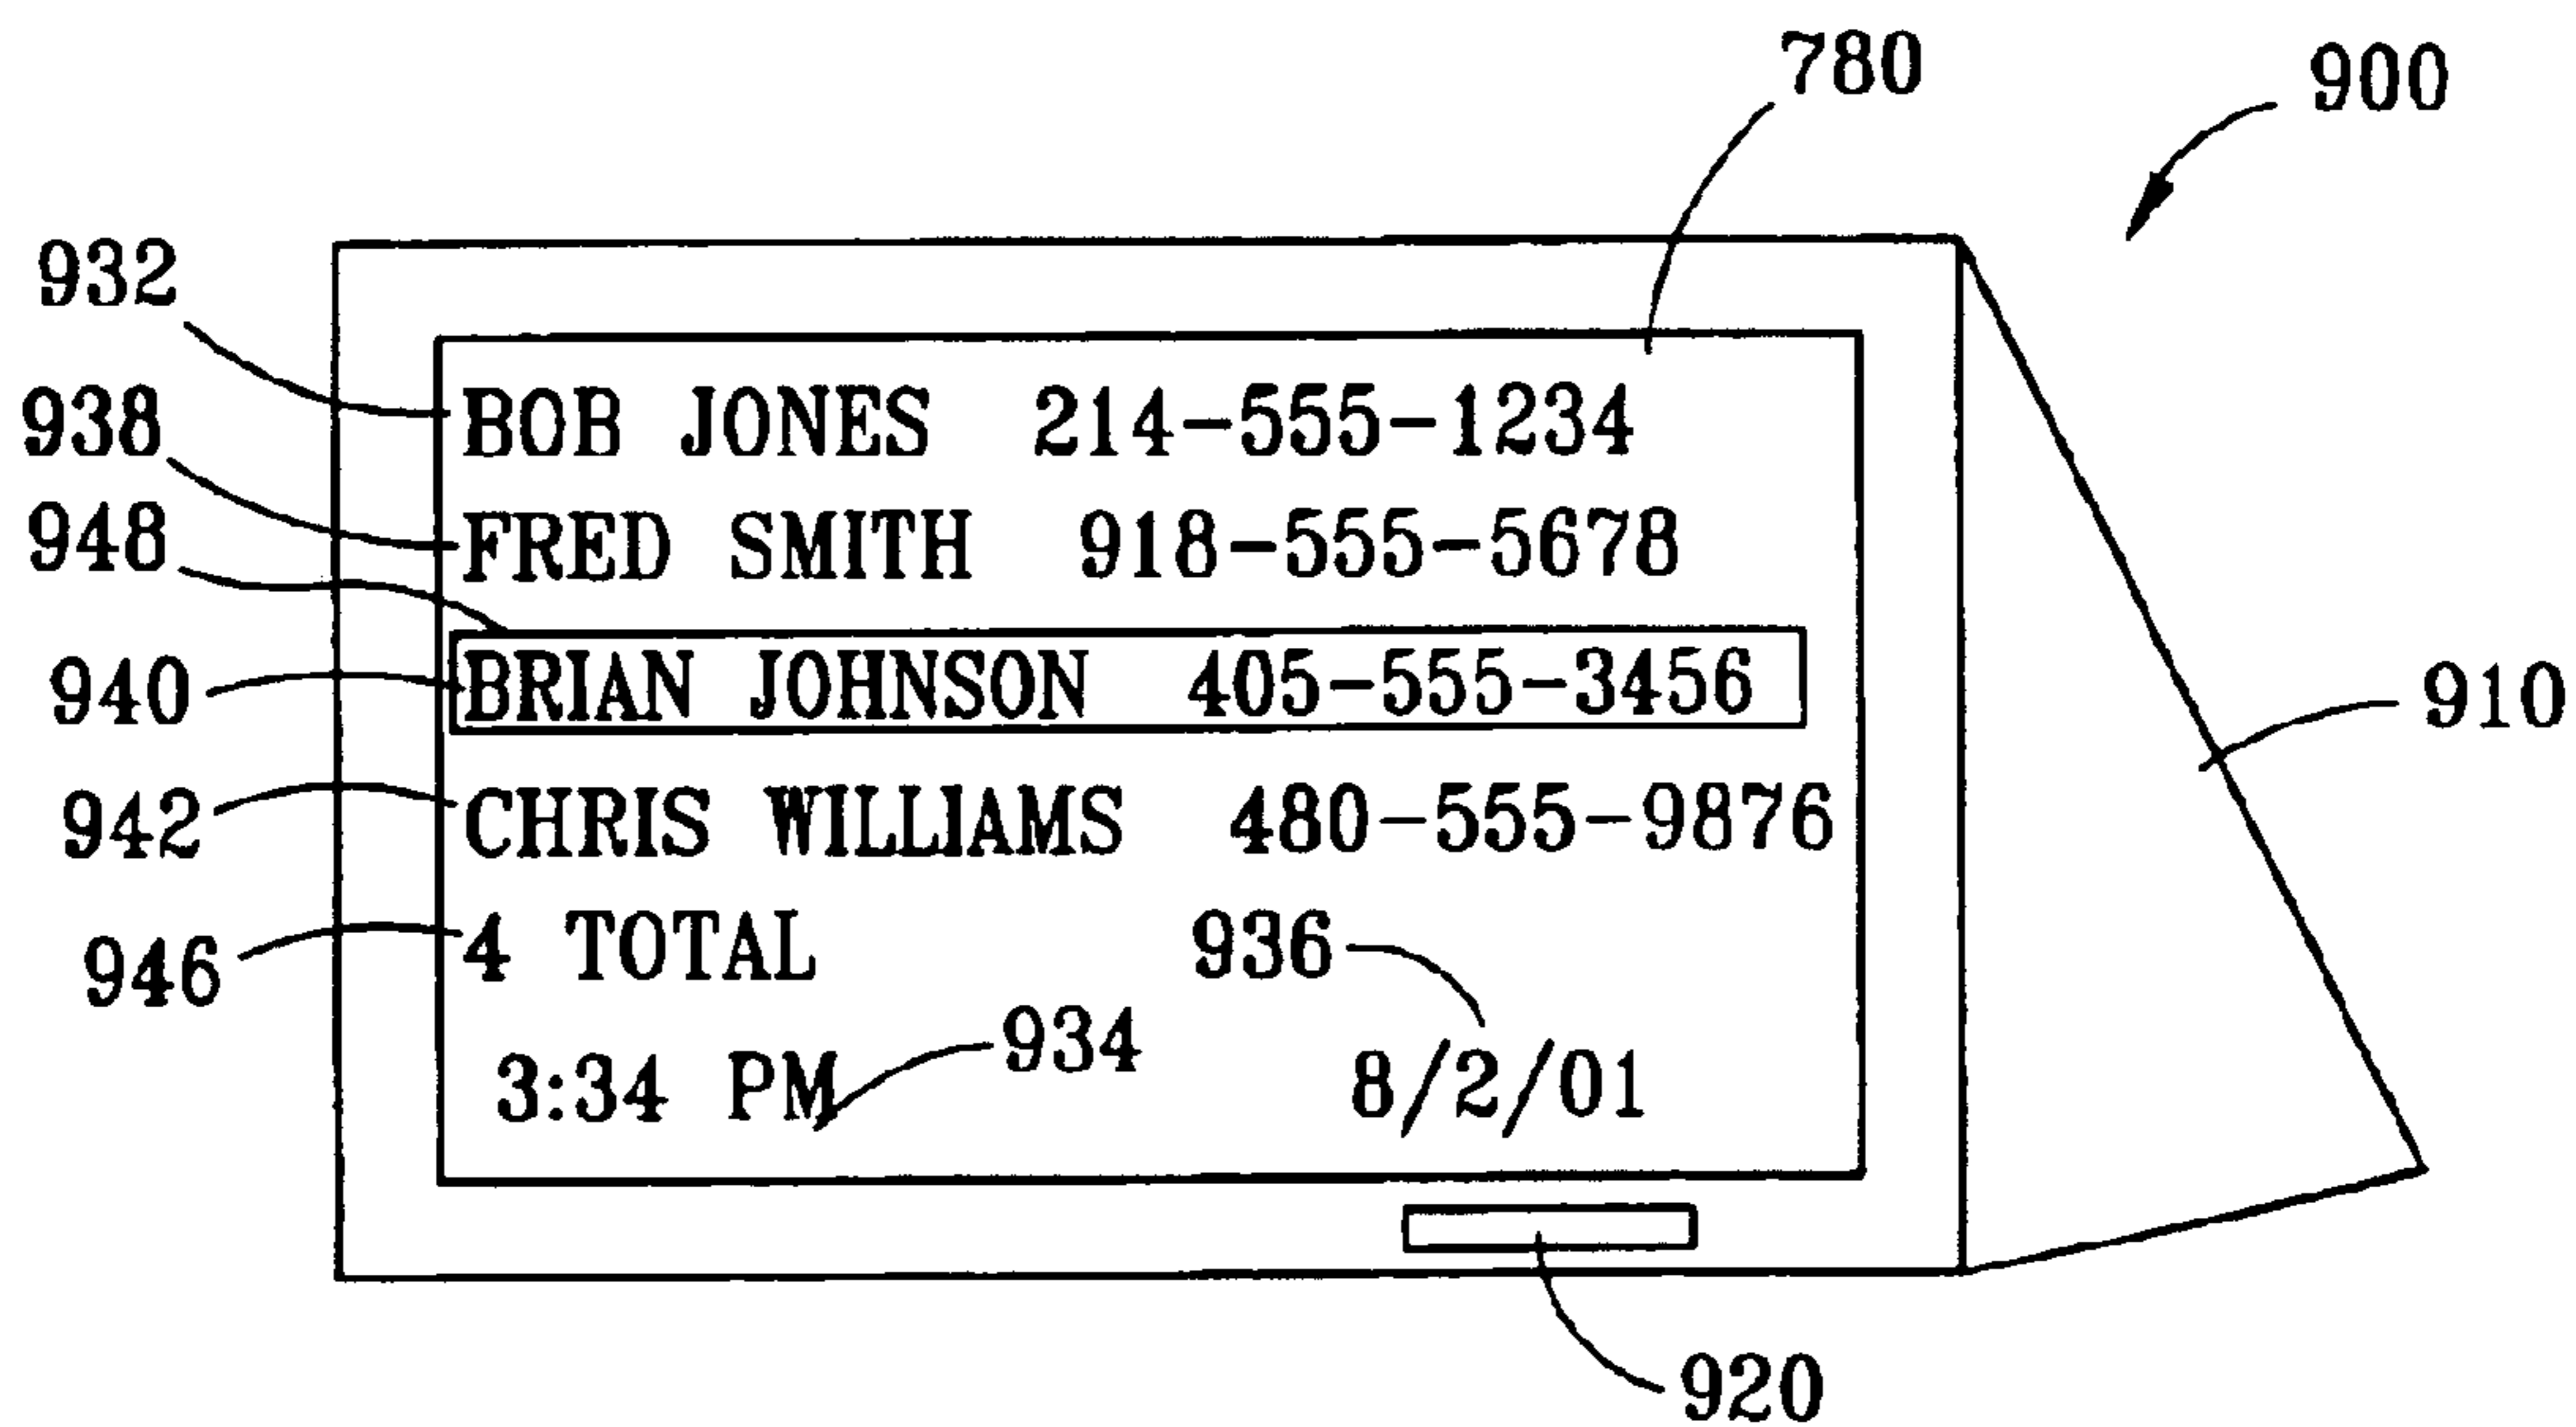 780
900
932
BOB JONES 214-555-1234
938
FRED SMITH 918-555-5678
948
940
BRIAN JOHNSON 405-555-3456
910
942
CHRIS WILLIAMS 480-555-9876
946
4 TOTAL
936
934
3:34 PM 8/2/01
920